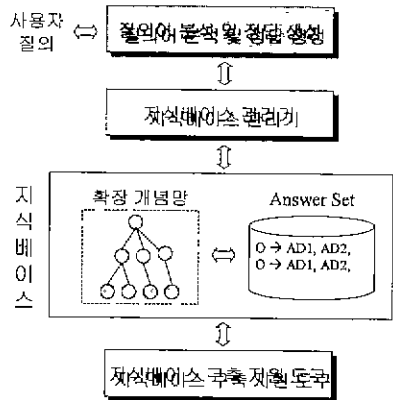 사용자
질의
질의어 분석 및 정답 생성
지식베이스 관리기
지식베이스
확장 개념망
Answer Set
O → AD1, AD2,
O → AD1, AD2,
지식베이스 구축 지원 도구